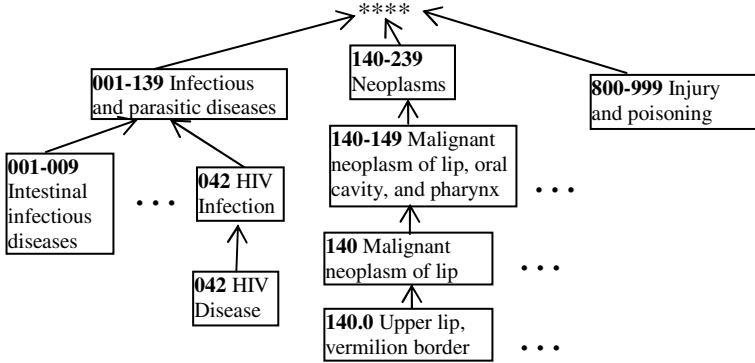 ****
001-139 Infectious
and parasitic diseases
140-239
Neoplasms
800-999 Injury
and poisoning
001-009
Intestinal
infectious
diseases
. . .
042 HIV
Infection
140-149 Malignant
neoplasm of lip, oral
cavity, and pharynx
. . .
140 Malignant
neoplasm of lip
. . .
042 HIV
Disease
140.0 Upper lip,
vermilion border
. . .